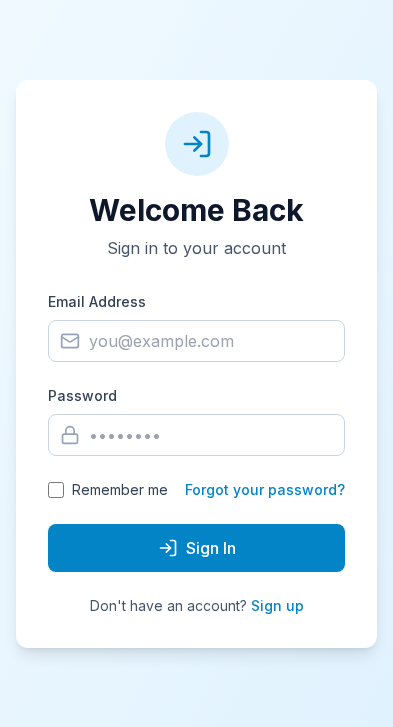 Welcome Back
Sign in to your account
Email Address
you@example.com
Password
••••••••
Remember me Forgot your password?
Sign In
Don't have an account? Sign up